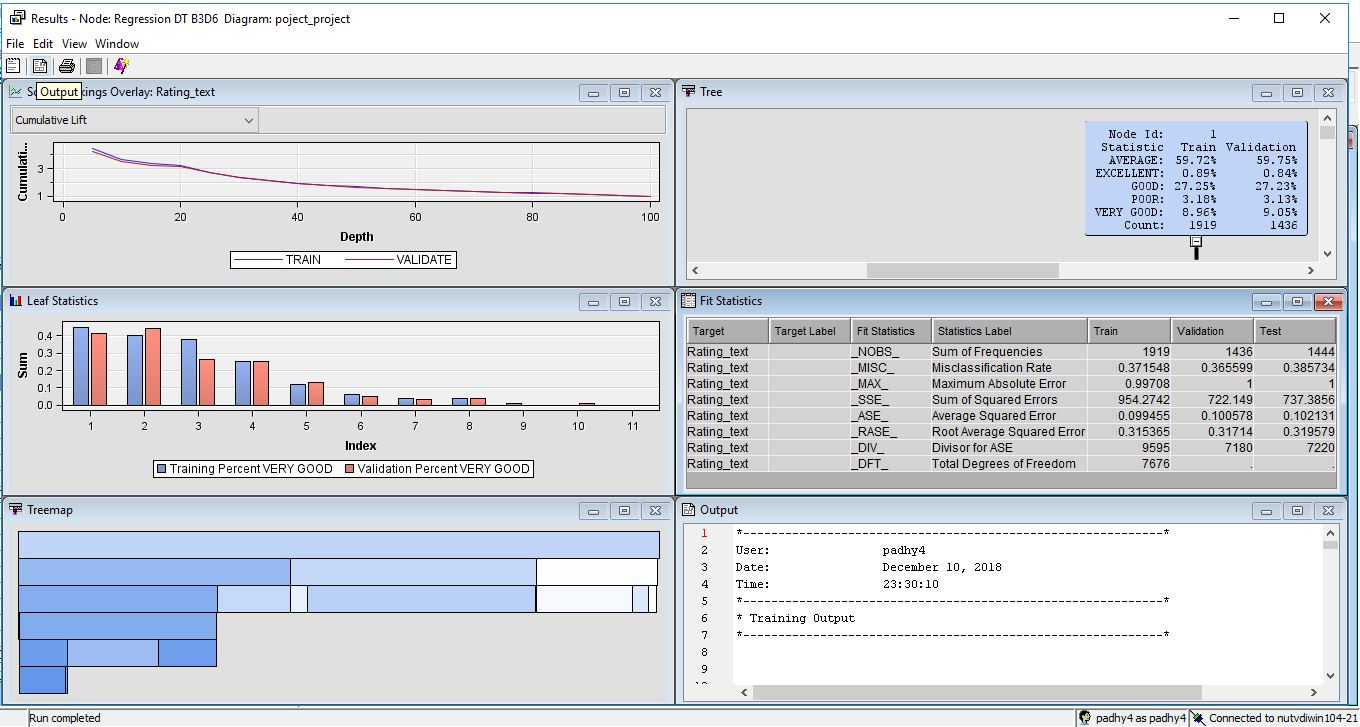 Results - Node: Regression DT B3D6 Diagram: poject_project
File Edit View Window
Output
kings Overlay: Rating_text
Cumulative Lift
Cumulati...
3
1
0 20 40 60 80 100
Depth
TRAIN VALIDATE
Tree
Node Id: 1
Statistic Train Validation
AVERAGE: 59.72% 59.75%
EXCELLENT: 0.89% 0.84%
GOOD: 27.25% 27.23%
POOR: 3.18% 3.13%
VERY GOOD: 8.96% 9.05%
Count: 1919 1436
Leaf Statistics
Sum
0.4
0.3
0.2
0.1
0.0
1 2 3 4 5 6 7 8 9 10 11
Index
Training Percent VERY GOOD Validation Percent VERY GOOD
Fit Statistics
Target Target Label Fit Statistics Statistics Label Train Validation Test
Rating_text _NOBS_ Sum of Frequencies 1919 1436 1444
Rating_text _MISC_ Misclassification Rate 0.371548 0.365599 0.385734
Rating_text _MAX_ Maximum Absolute Error 0.99708 1 1
Rating_text _SSE_ Sum of Squared Errors 954.2742 722.149 737.3856
Rating_text _ASE_ Average Squared Error 0.099455 0.100578 0.102131
Rating_text _RASE_ Root Average Squared Error 0.315365 0.31714 0.319579
Rating_text _DIV_ Divisor for ASE 9595 7180 7220
Rating_text _DFT_ Total Degrees of Freedom 7676 . .
Treemap
Output
1 *------------------------------------------------------------*
2 User: padhy4
3 Date: December 10, 2018
4 Time: 23:30:10
5 *------------------------------------------------------------*
6 * Training Output
7 *------------------------------------------------------------*
8
9
Run completed
padhy4 as padhy4
Connected to nutvdiwin104-21